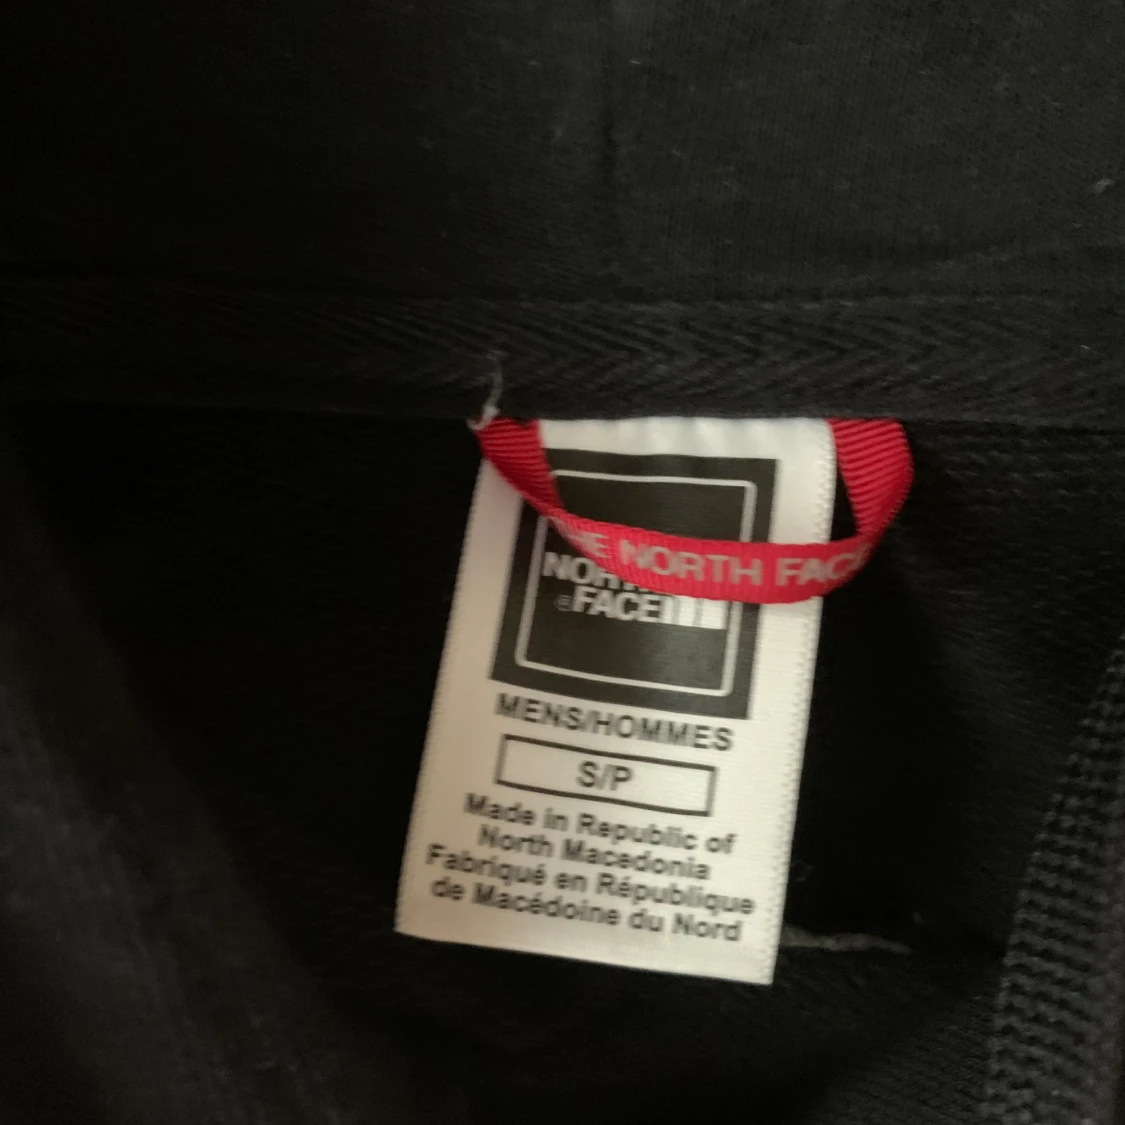 THE NORTH FACE
NORTH
FACE
MENS/HOMMES
S/P
Made in Republic of
North Macedonia
Fabriqué en République
de Macédoine du Nord